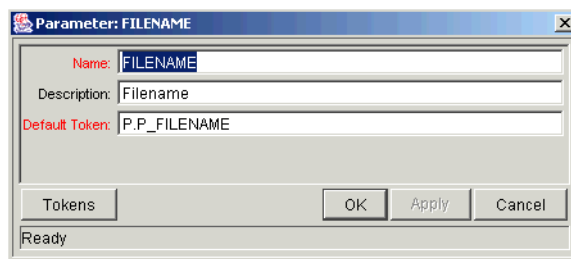 Parameter: FILENAME
Name: FILENAME
Description: Filename
Default Token: P.P_FILENAME
Tokens OK Apply Cancel
Ready